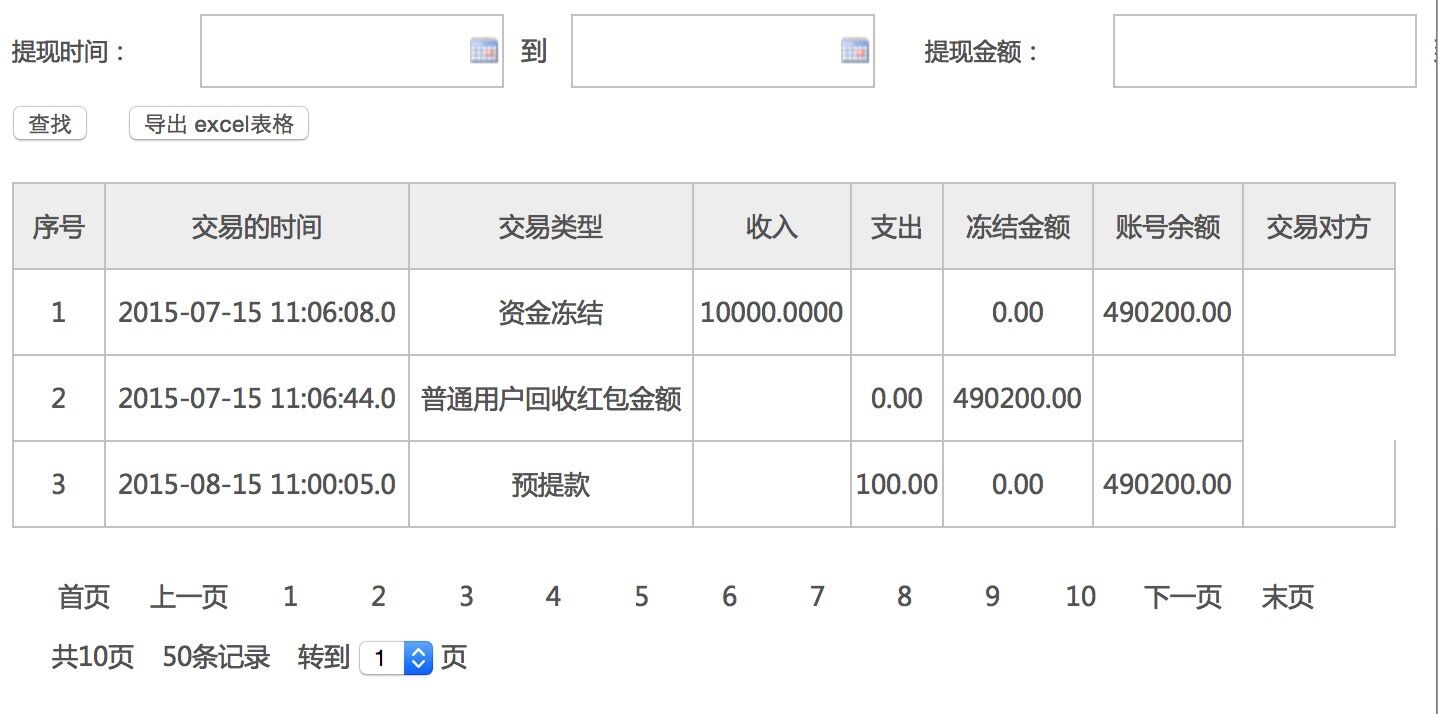 提现时间： 到 提现金额：
查找 导出 excel表格
序号 交易的时间 交易类型 收入 支出 冻结金额 账号余额 交易对方
1 2015-07-15 11:06:08.0 资金冻结 10000.0000 0.00 490200.00
2 2015-07-15 11:06:44.0 普通用户回收红包金额 0.00 490200.00
3 2015-08-15 11:00:05.0 预提款 100.00 0.00 490200.00
首页 上一页 1 2 3 4 5 6 7 8 9 10 下一页 末页
共10页 50条记录 转到 1 页